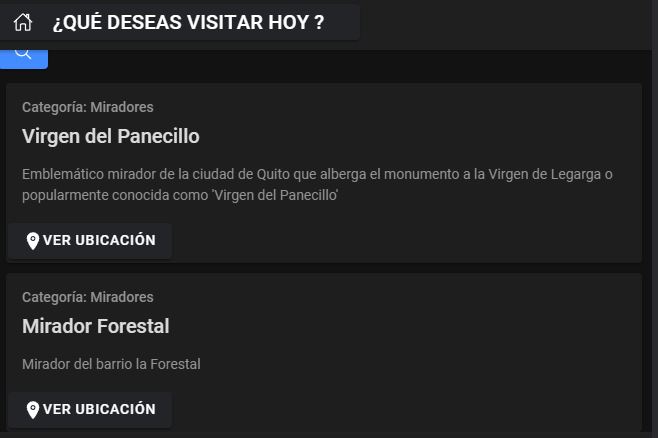 ¿QUÉ DESEAS VISITAR HOY ?
Categoría: Miradores
Virgen del Panecillo
Emblemático mirador de la ciudad de Quito que alberga el monumento a la Virgen de Legarga o
popularmente conocida como 'Virgen del Panecillo'
VER UBICACIÓN
Categoría: Miradores
Mirador Forestal
Mirador del barrio la Forestal
VER UBICACIÓN